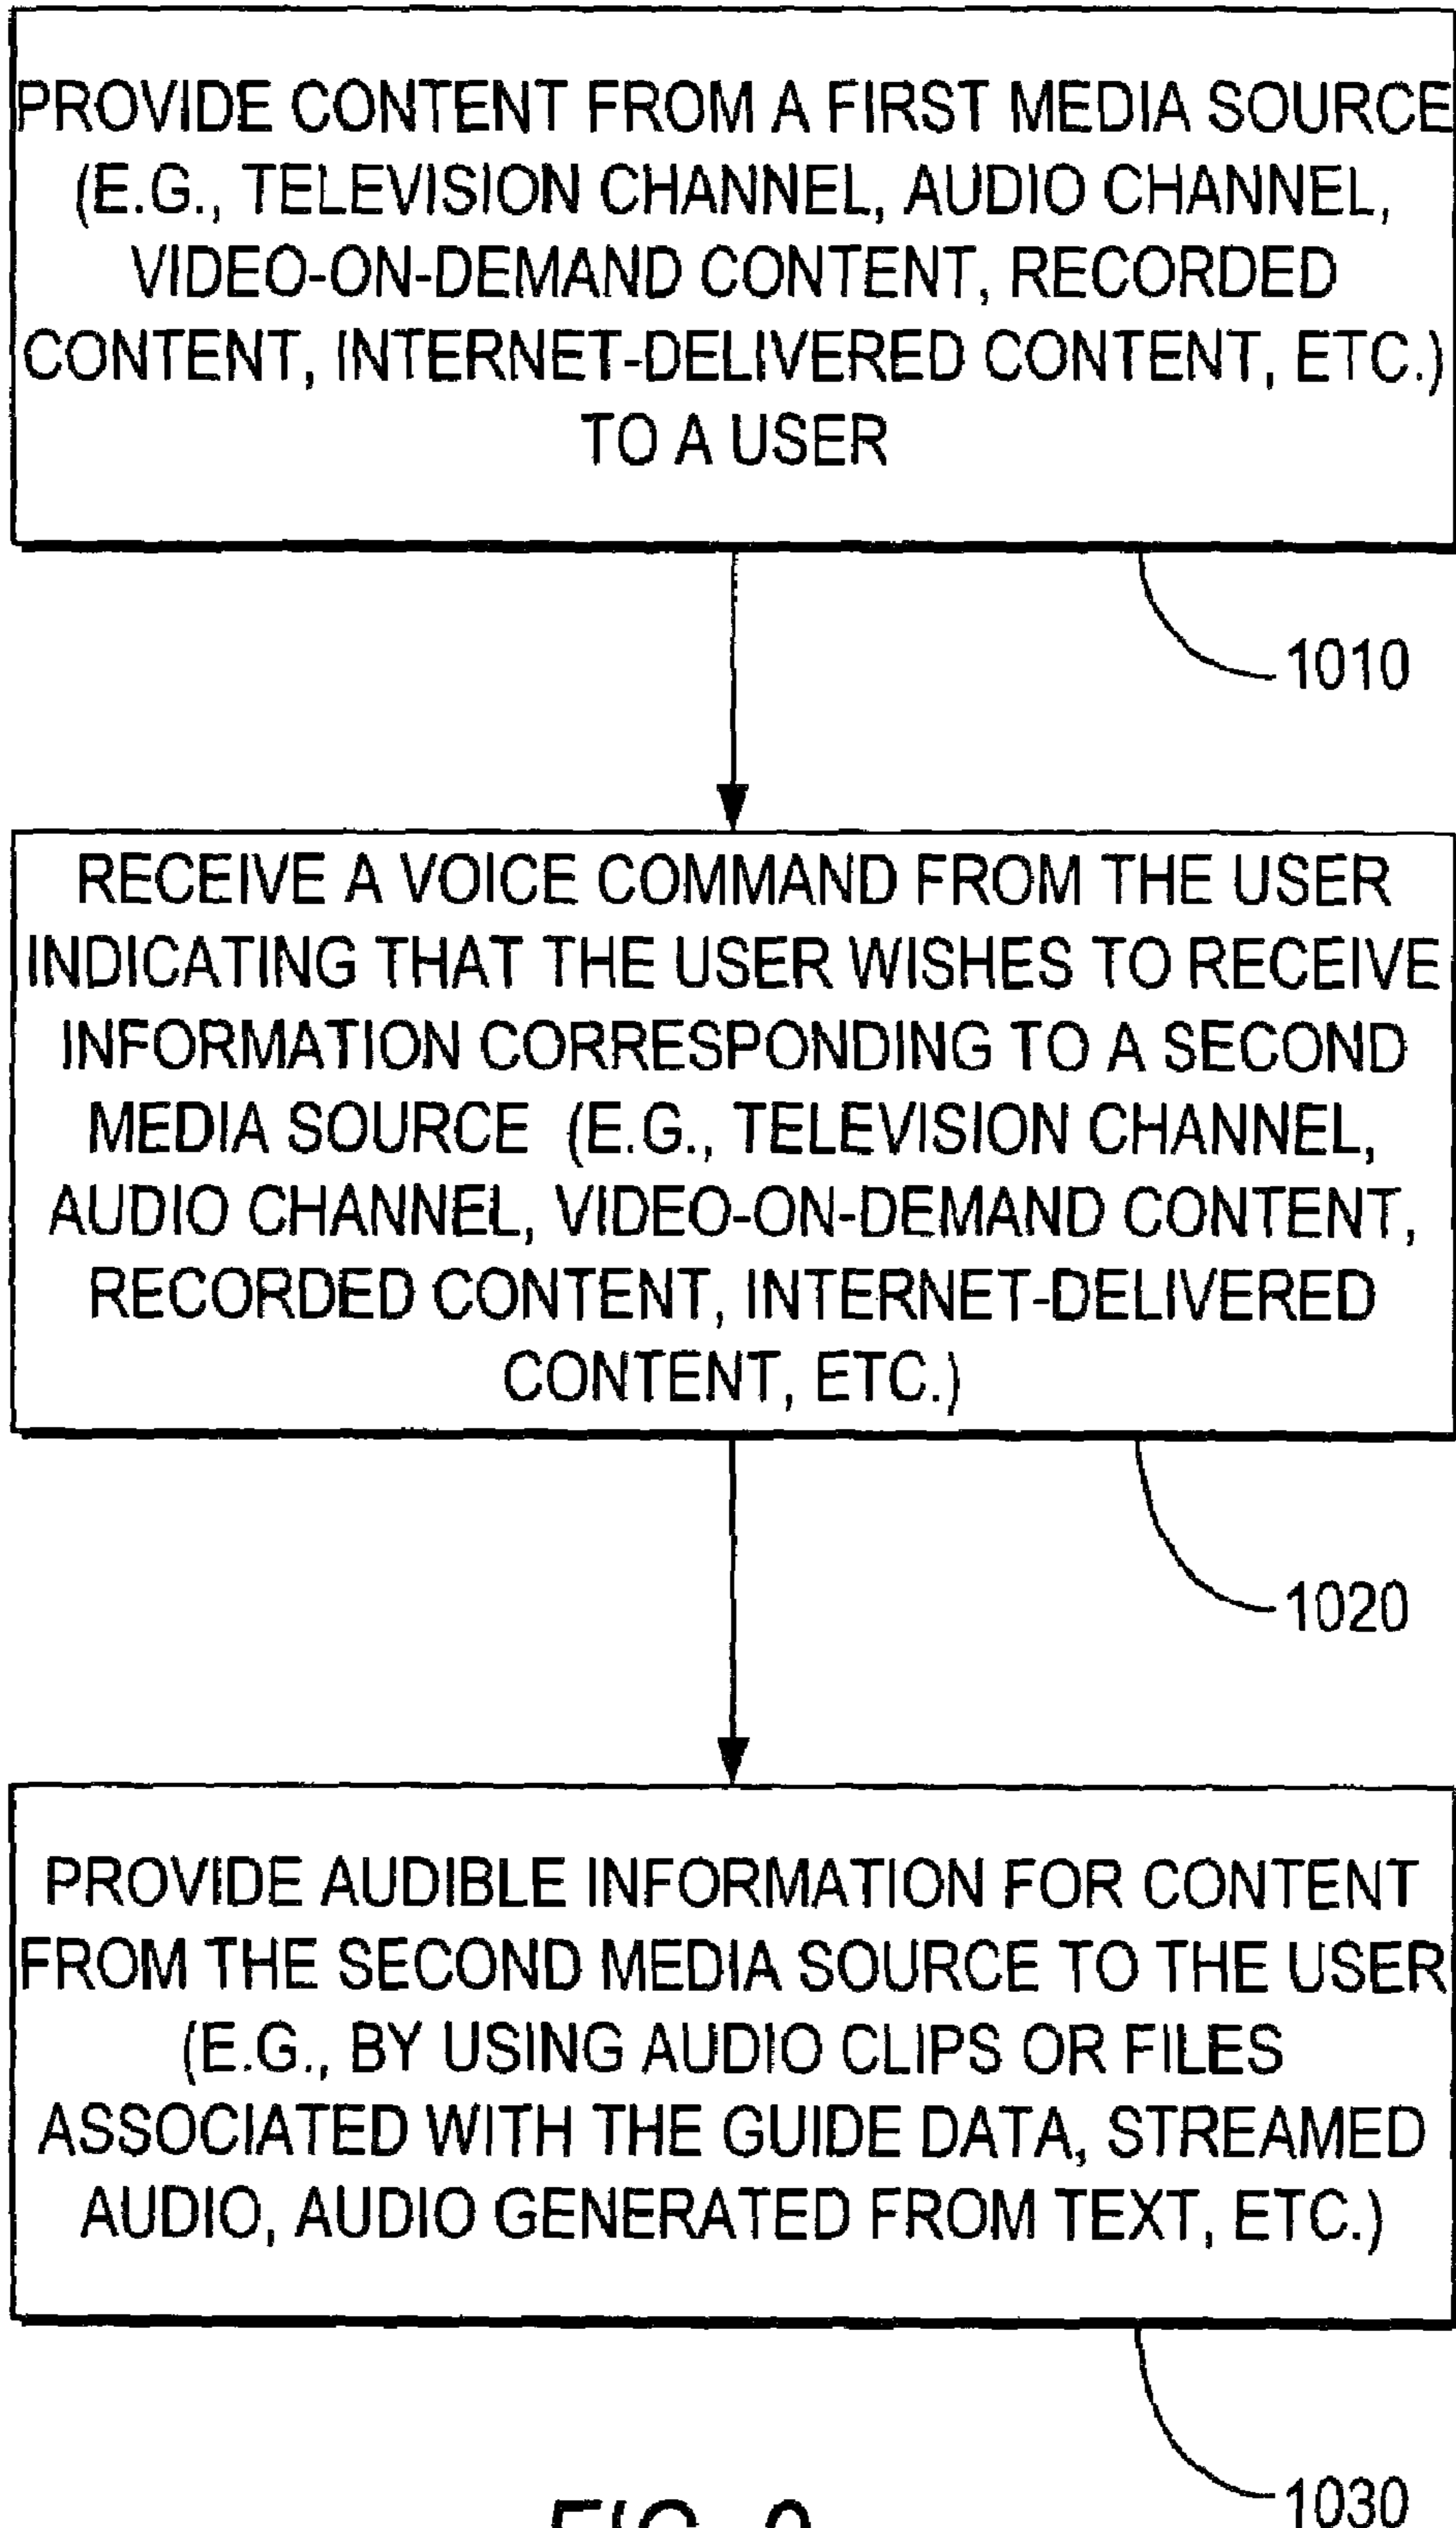 PROVIDE CONTENT FROM A FIRST MEDIA SOURCE
(E.G., TELEVISION CHANNEL, AUDIO CHANNEL,
VIDEO-ON-DEMAND CONTENT, RECORDED
CONTENT, INTERNET-DELIVERED CONTENT, ETC.)
TO A USER
1010
RECEIVE A VOICE COMMAND FROM THE USER
INDICATING THAT THE USER WISHES TO RECEIVE
INFORMATION CORRESPONDING TO A SECOND
MEDIA SOURCE (E.G., TELEVISION CHANNEL,
AUDIO CHANNEL, VIDEO-ON-DEMAND CONTENT,
RECORDED CONTENT, INTERNET-DELIVERED
CONTENT, ETC.)
1020
PROVIDE AUDIBLE INFORMATION FOR CONTENT
FROM THE SECOND MEDIA SOURCE TO THE USER
(E.G., BY USING AUDIO CLIPS OR FILES
ASSOCIATED WITH THE GUIDE DATA, STREAMED
AUDIO, AUDIO GENERATED FROM TEXT, ETC.)
1030
FIG.